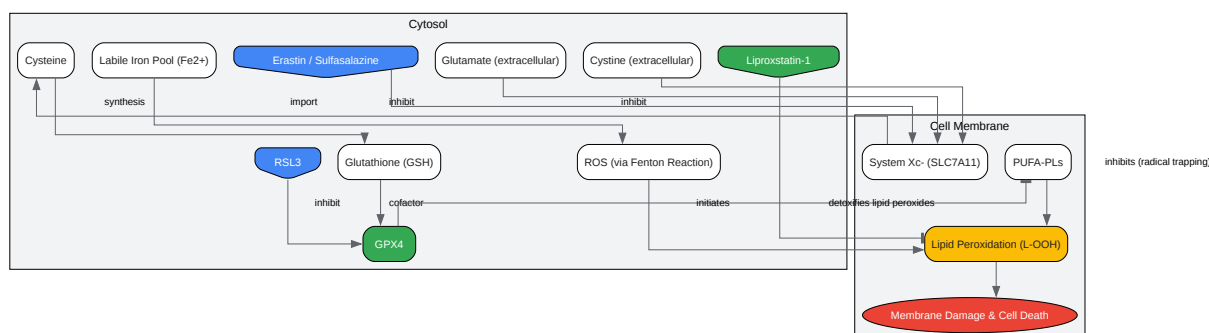 Cytosol
Cysteine
Labile Iron Pool (Fe2+)
Erastin / Sulfasalazine
Glutamate (extracellular)
Cystine (extracellular)
Liproxstatin-1
synthesis
import
inhibit
inhibit
Cell Membrane
RSL3
Glutathione (GSH)
ROS (via Fenton Reaction)
System Xc- (SLC7A11)
PUFA-PLs
inhibits (radical trapping)
inhibit
cofactor
initiates
detoxifies lipid peroxides
GPX4
Lipid Peroxidation (L-OOH)
Membrane Damage & Cell Death